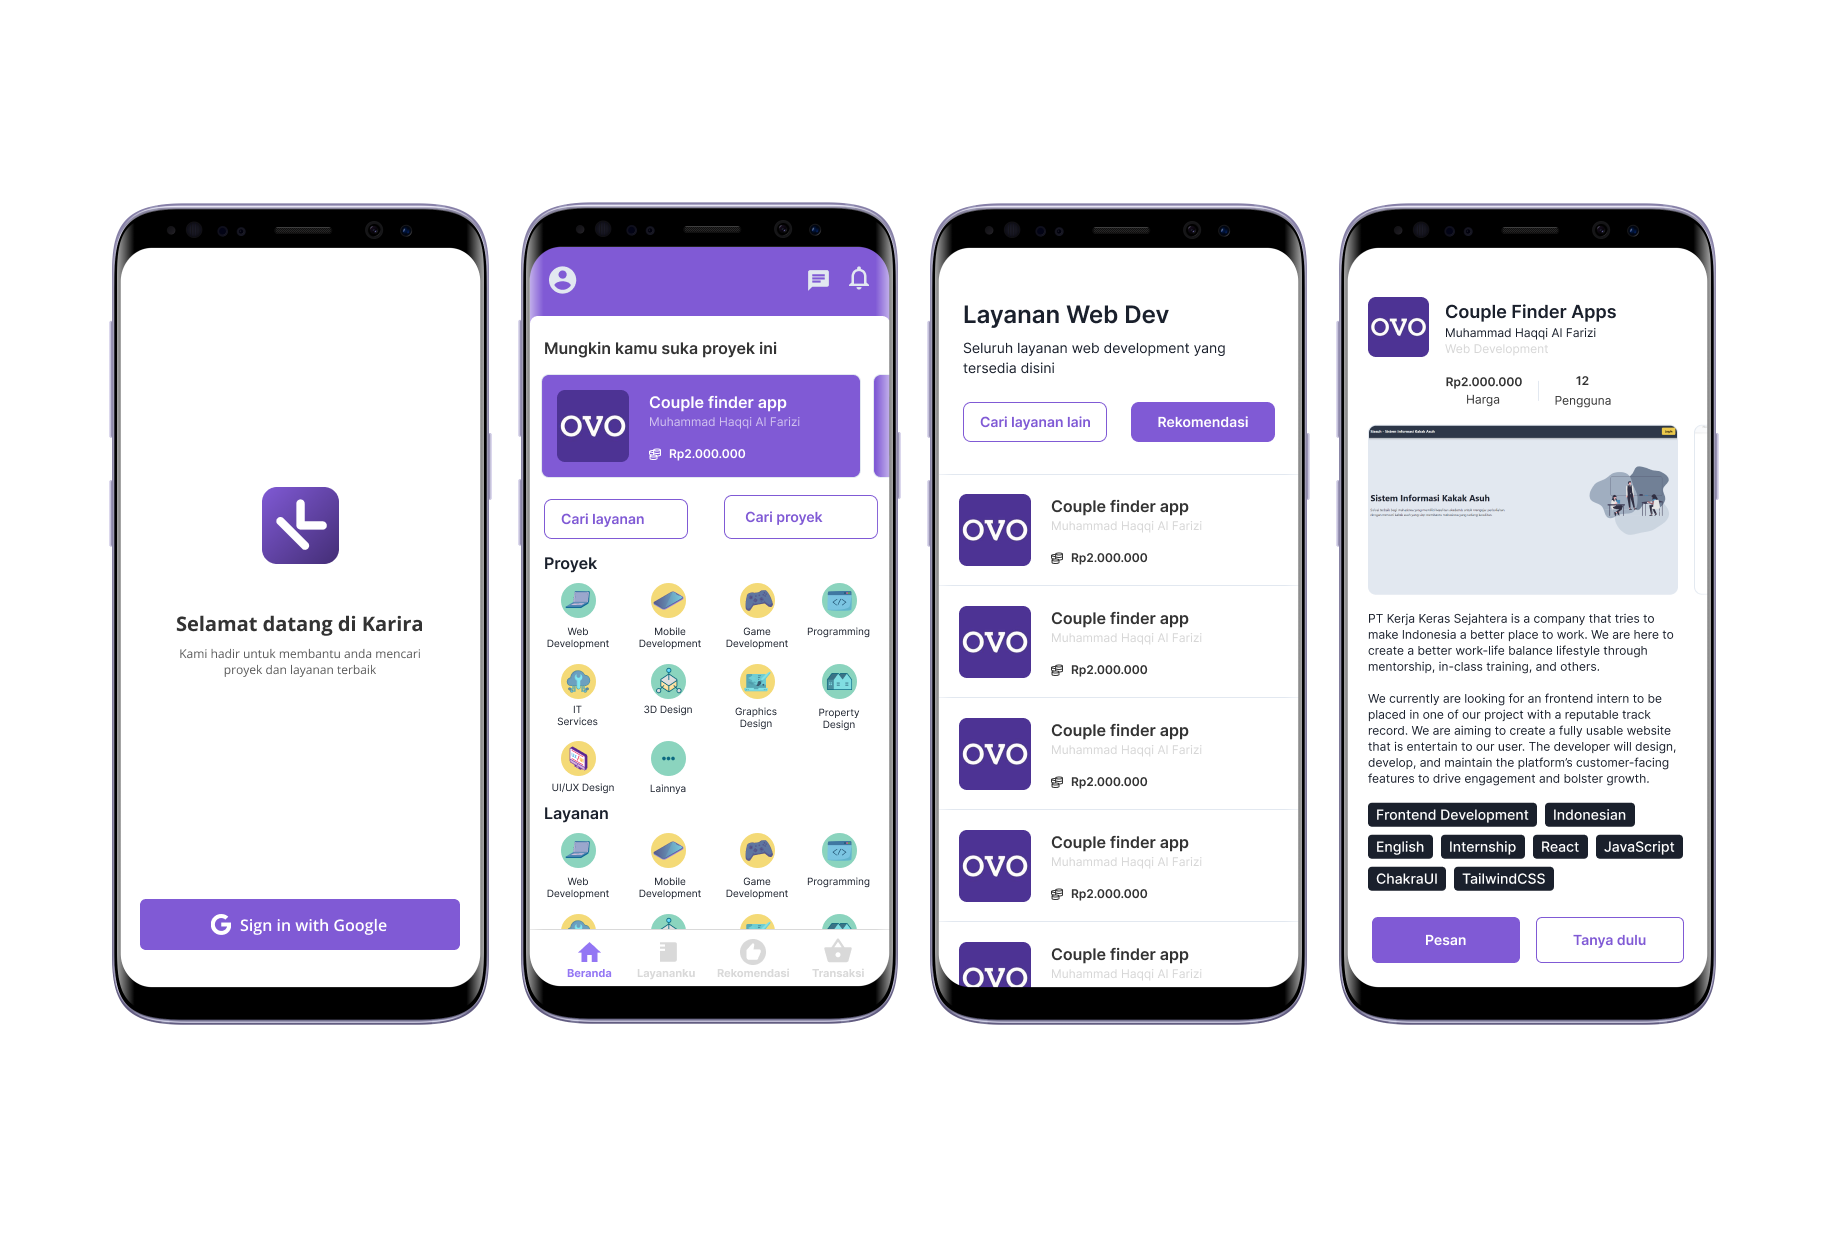 Selamat datang di Karira
Kami hadir untuk membantu anda mencari
proyek dan layanan terbaik
Sign in with Google
Mungkin kamu suka proyek ini
OVO
Couple finder app
Muhammad Haqqi Al Farizi
Rp2.000.000
Cari layanan
Cari proyek
Proyek
Web
Development
Mobile
Development
Game
Development
Programming
IT
Services
3D Design
Graphics
Design
Property
Design
UI/UX Design
Lainnya
Layanan
Web
Development
Mobile
Development
Game
Development
Programming
Beranda
Layananku
Rekomendasi
Transaksi
Layanan Web Dev
Seluruh layanan web development yang
tersedia disini
Cari layanan lain
Rekomendasi
OVO
Couple finder app
Muhammad Haqqi Al Farizi
Rp2.000.000
OVO
Couple finder app
Muhammad Haqqi Al Farizi
Rp2.000.000
OVO
Couple finder app
Muhammad Haqqi Al Farizi
Rp2.000.000
OVO
Couple finder app
Muhammad Haqqi Al Farizi
Rp2.000.000
OVO
Couple finder app
Muhammad Haqqi Al Farizi
OVO
Couple Finder Apps
Muhammad Haqqi Al Farizi
Web Development
Rp2.000.000
Harga
12
Pengguna
Sistem Informasi Kakak Asuh
Sistem Informasi Kakak Asuh
PT Kerja Keras Sejahtera is a company that tries to
make Indonesia a better place to work. We are here to
create a better work-life balance lifestyle through
mentorship, in-class training, and others.
We currently are looking for an frontend intern to be
placed in one of our project with a reputable track
record. We are aiming to create a fully usable website
that is entertain to our user. The developer will design,
develop, and maintain the platform's customer-facing
features to drive engagement and bolster growth.
Frontend Development
Indonesian
English
Internship
React
JavaScript
ChakraUI
TailwindCSS
Pesan
Tanya dulu